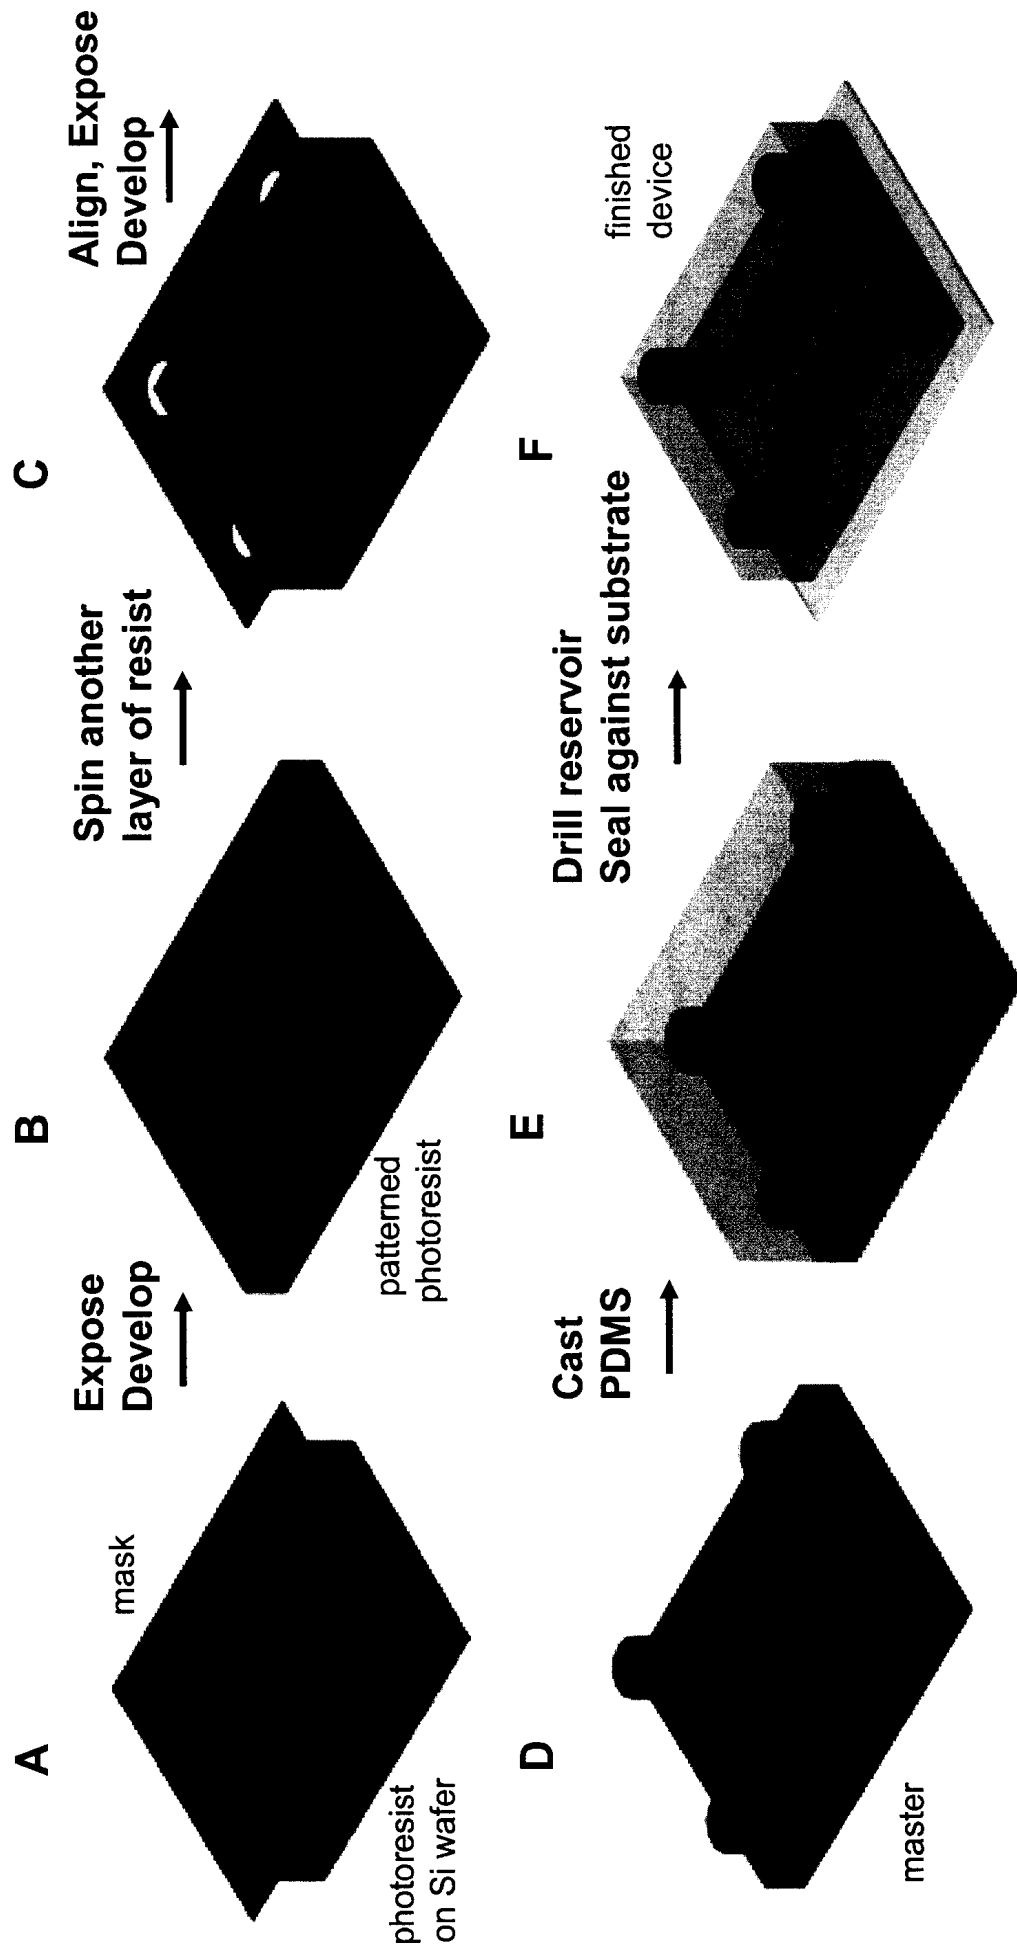 A
mask
photoresist
on Si wafer
Expose
Develop
B
patterned
photoresist
Spin another
layer of resist
C
Align, Expose
Develop
D
master
Cast
PDMS
E
Drill reservoir
Seal against substrate
F
finished
device